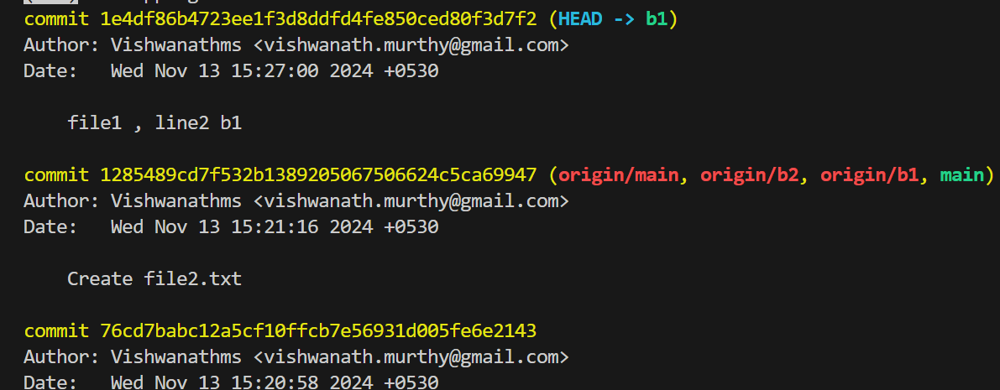 commit 1e4df86b4723ee1f3d8ddfd4fe850ced80f3d7f2 (HEAD -> b1)
Author: Vishwanathms <vishwanath.murthy@gmail.com>
Date:   Wed Nov 13 15:27:00 2024 +0530
file1 , line2 b1
commit 1285489cd7f532b1389205067506624c5ca69947 (origin/main, origin/b2, origin/b1, main)
Author: Vishwanathms <vishwanath.murthy@gmail.com>
Date:   Wed Nov 13 15:21:16 2024 +0530
Create file2.txt
commit 76cd7babc12a5cf10ffcb7e56931d005fe6e2143
Author: Vishwanathms <vishwanath.murthy@gmail.com>
Date:   Wed Nov 13 15:20:58 2024 +0530